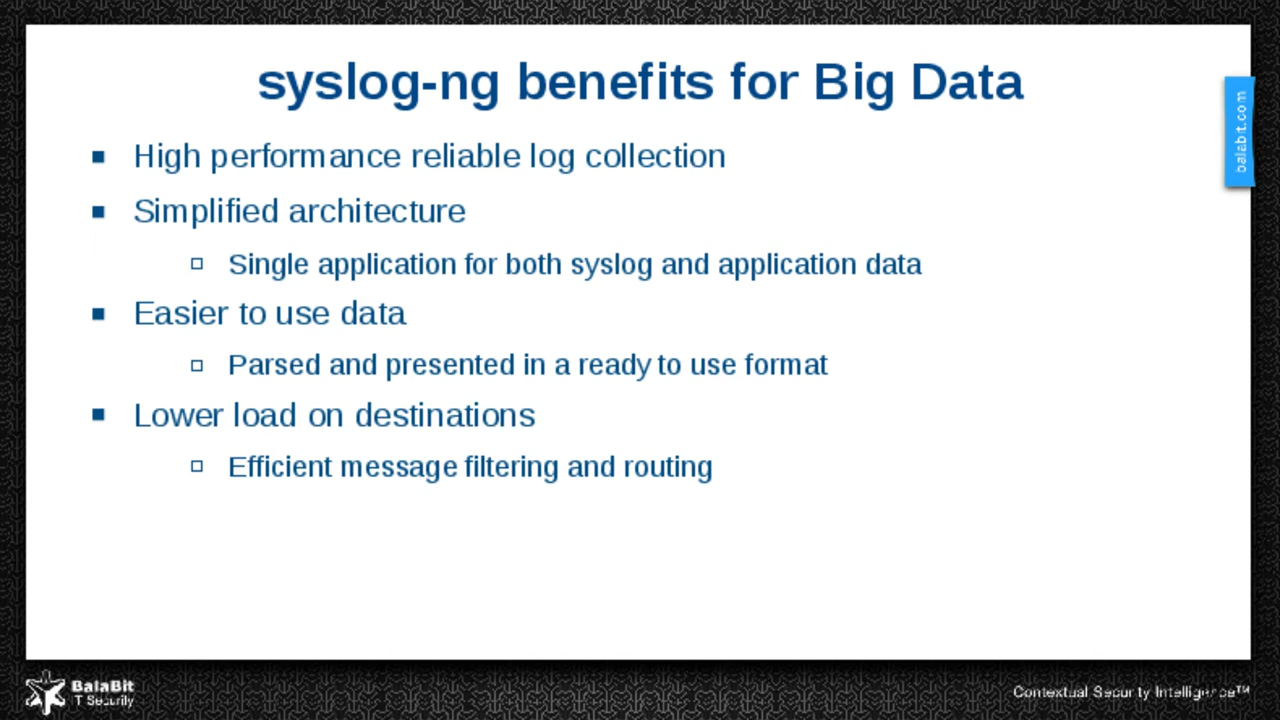 syslog-ng benefits for Big Data
balabit.com
High performance reliable log collection
Simplified architecture
Single application for both syslog and application data
Easier to use data
Parsed and presented in a ready to use format
Lower load on destinations
Efficient message filtering and routing
BalaBit
IT Security
Contextual Security Intelligence™